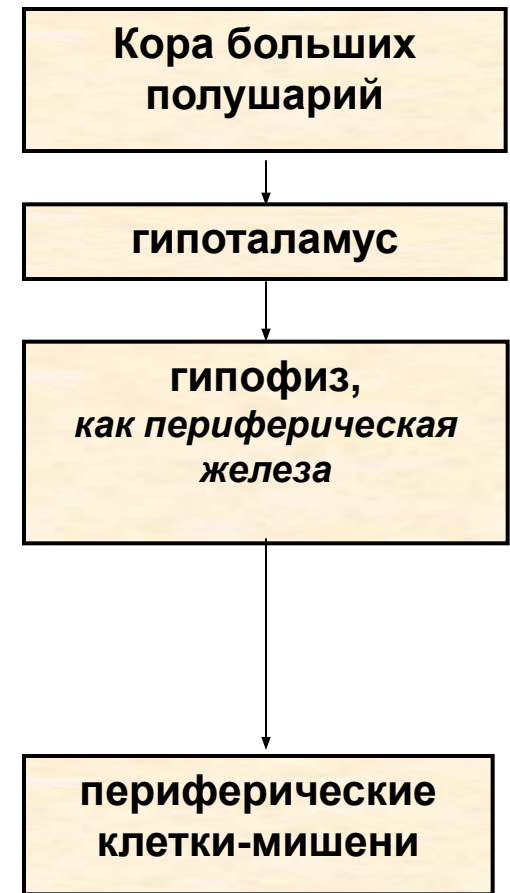 Кора больших
полушарий
гипоталамус
гипофиз,
как периферическая
железа
периферические
клетки-мишени